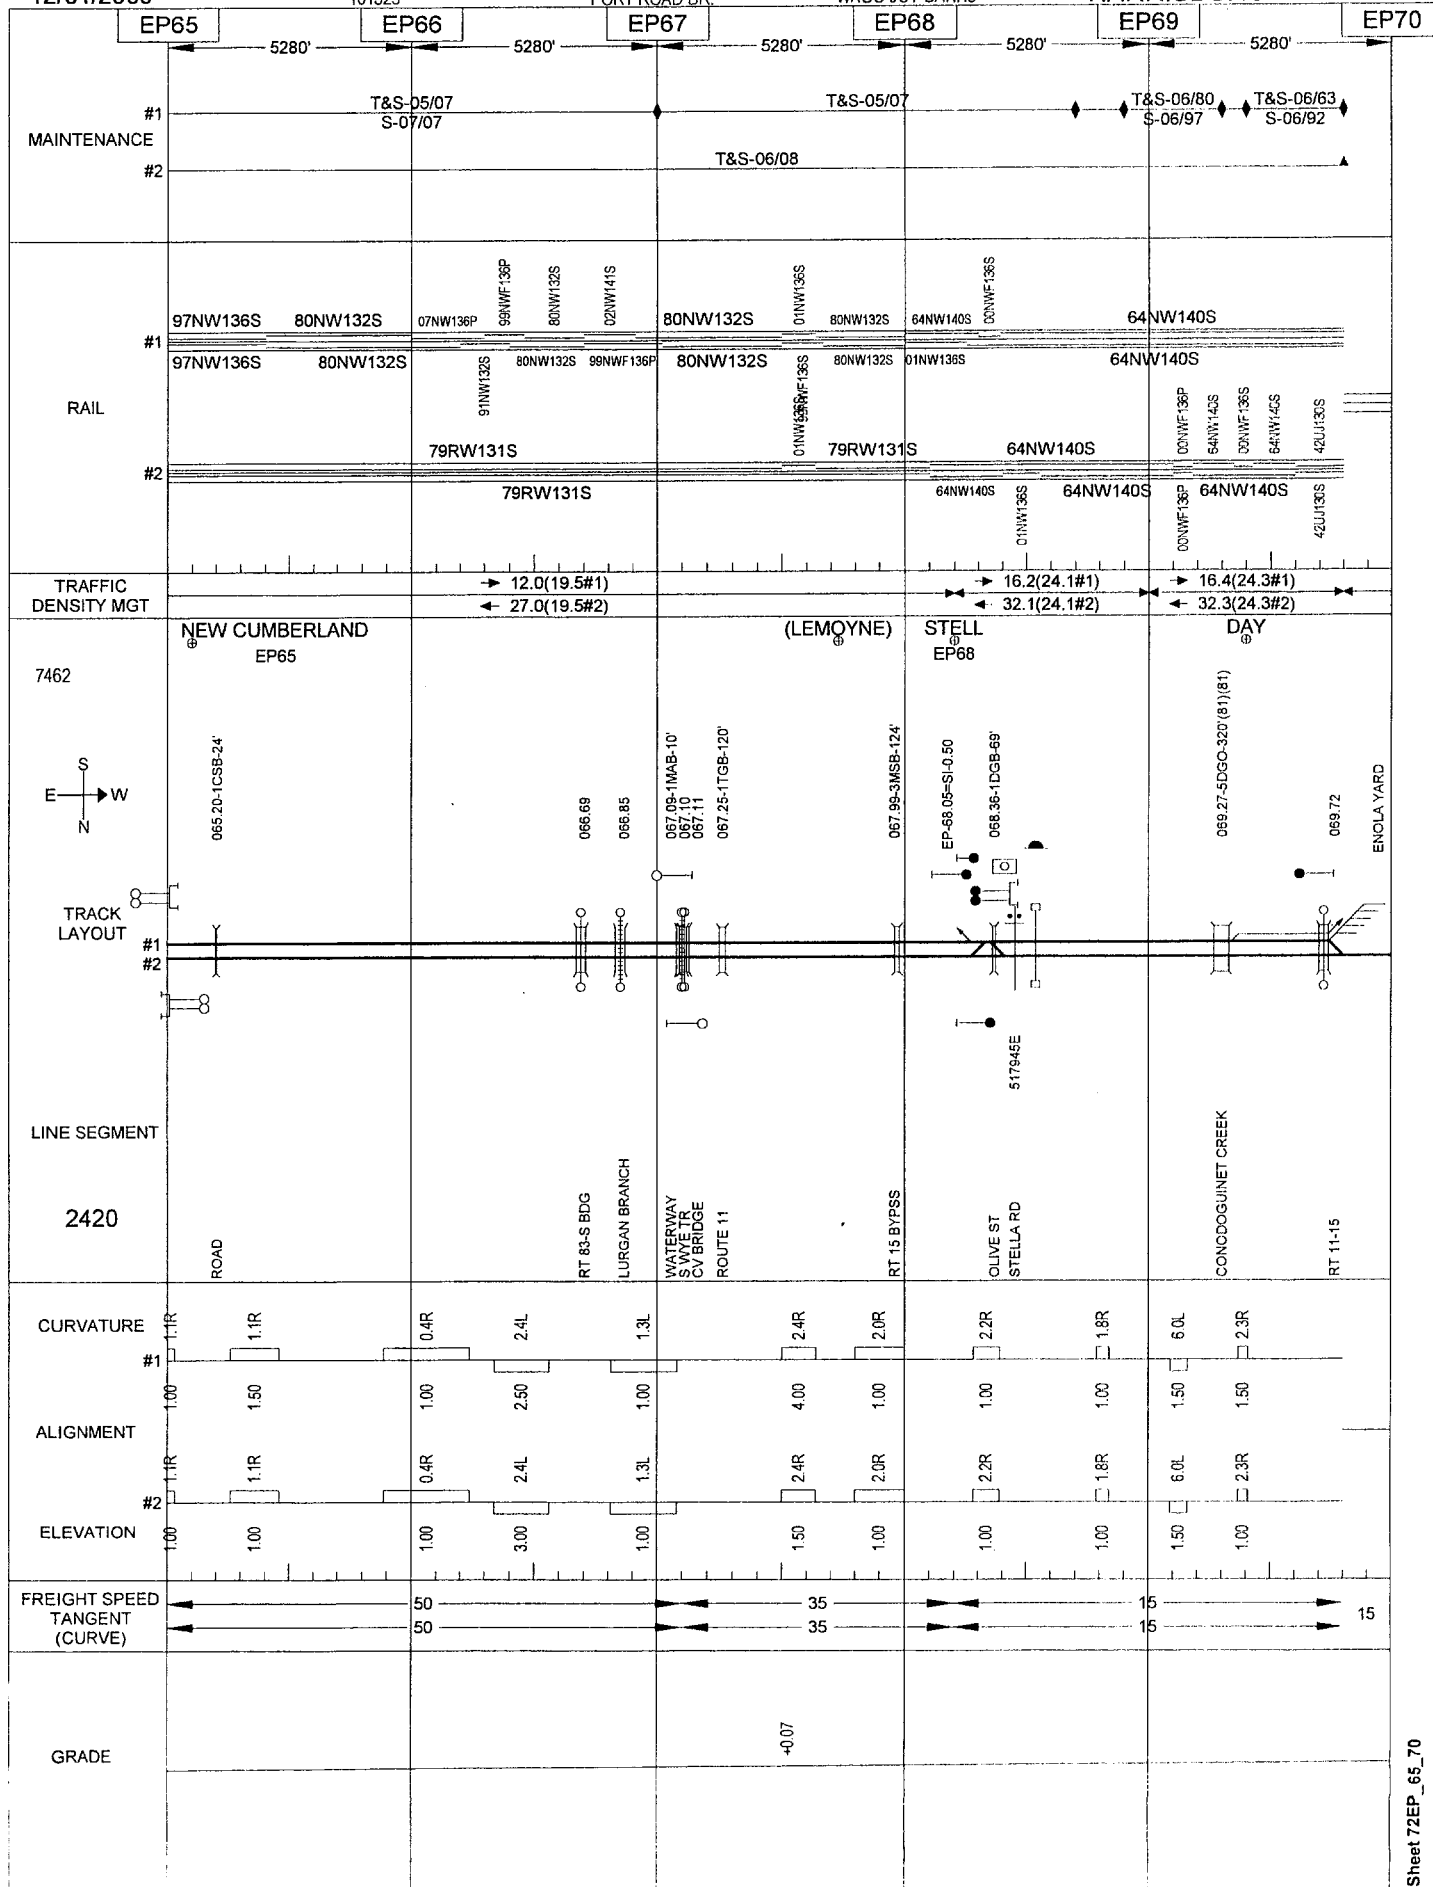 EP65 EP66 EP67 EP68 EP69 EP70
5280' 5280' 5280' 5280' 5280'
MAINTENANCE
#1
T&S-05/07
S-07/07
T&S-05/07
T&S-06/80
S-06/97
T&S-06/63
S-06/92
#2
T&S-06/08
RAIL
99NWF136P 80NW132S 02NW141S 01NW136S 00NWF136S
97NW136S 80NW132S 07NW136P 80NW132S 80NW132S 64NW140S 64NW140S
#1
97NW136S 80NW132S 91NW132S 80NW132S 99NWF136P 80NW132S 80NW132S 01NW136S 64NW140S
00NWF136P 64NW140S 00NWF136S 64NW140S 42UJ130S
79RW131S 79RW131S 64NW140S
#2
79RW131S 64NW140S 01NW136S 64NW140S 00NWF136P 64NW140S 42UJ130S
TRAFFIC
DENSITY MGT
12.0(19.5#1) 16.2(24.1#1) 16.4(24.3#1)
27.0(19.5#2) 32.1(24.1#2) 32.3(24.3#2)
NEW CUMBERLAND
EP65
(LEMOYNE)
STELL
EP68
DAY
7462
S
E W
N
065.20-1CSB-24'
066.69
066.85
067.09-1MAB-10'
067.10
067.11
067.25-1TGB-120'
067.99-3MSB-124'
EP-68.05=SI-0.50
068.36-1DGB-69'
069.27-5DGO-320'(81)(81)
069.72
ENOLA YARD
TRACK
LAYOUT
#1
#2
517945E
LINE SEGMENT
2420
ROAD
RT 83-S BDG
LURGAN BRANCH
WATERWAY
S WYE TR
CV BRIDGE
ROUTE 11
RT 15 BYPSS
OLIVE ST
STELLA RD
CONODOGUINET CREEK
RT 11-15
CURVATURE
1.1R 1.1R 0.4R 2.4L 1.3L 2.4R 2.0R 2.2R 1.8R 6.0L 2.3R
#1
1.00 1.50 1.00 2.50 1.00 4.00 1.00 1.00 1.00 1.50 1.50
ALIGNMENT
1.1R 1.1R 0.4R 2.4L 1.3L 2.4R 2.0R 2.2R 1.8R 6.0L 2.3R
#2
ELEVATION
1.00 1.00 1.00 3.00 1.00 1.50 1.00 1.00 1.00 1.50 1.00
FREIGHT SPEED
TANGENT
(CURVE)
50 35 15 15
50 35 15
GRADE
+0.07
Sheet 72EP_65_70